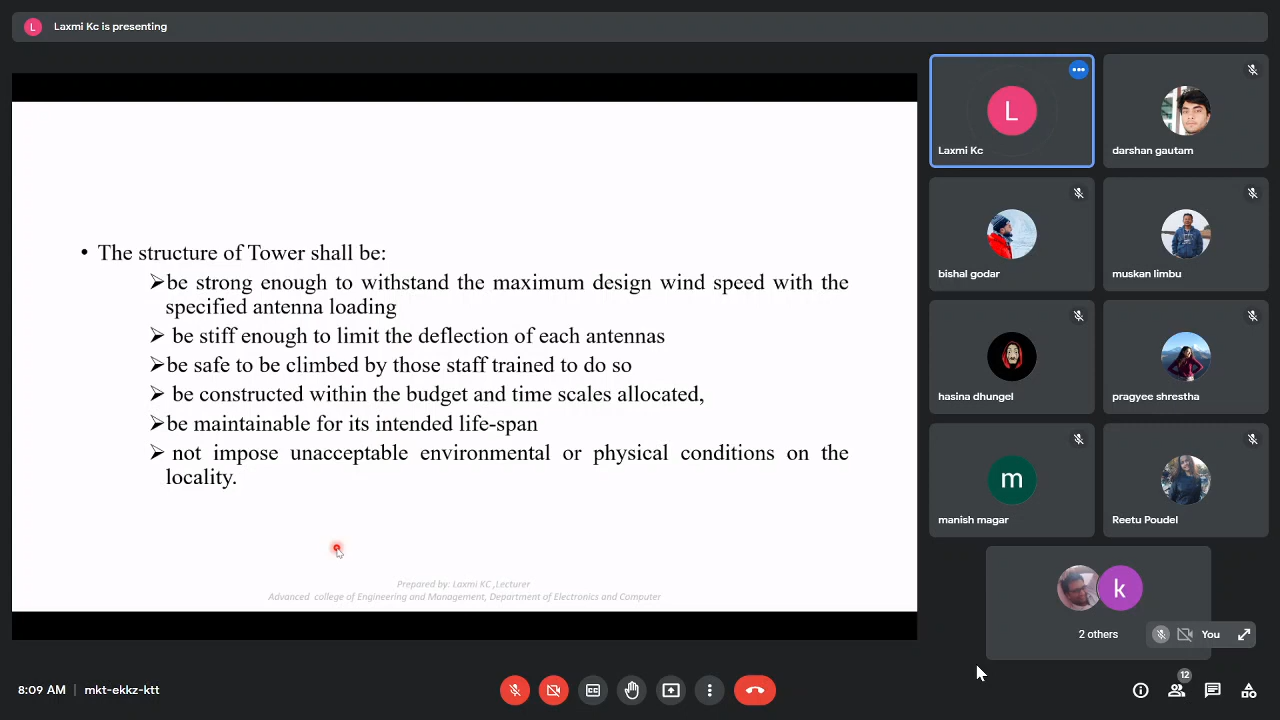 L Laxmi Kc is presenting
• The structure of Tower shall be:
➢be strong enough to withstand the maximum design wind speed with the
specified antenna loading
➢ be stiff enough to limit the deflection of each antennas
➢be safe to be climbed by those staff trained to do so
➢ be constructed within the budget and time scales allocated,
➢be maintainable for its intended life-span
➢ not impose unacceptable environmental or physical conditions on the
locality.
Prepared by: Laxmi KC ,Lecturer
Advanced college of Engineering and Management, Department of Electronics and Computer
L
Laxmi Kc
darshan gautam
bishal godar
muskan limbu
hasina dhungel
pragyee shrestha
m
manish magar
Reetu Poudel
k
2 others
You
8:09 AM | mkt-ekkz-ktt
12